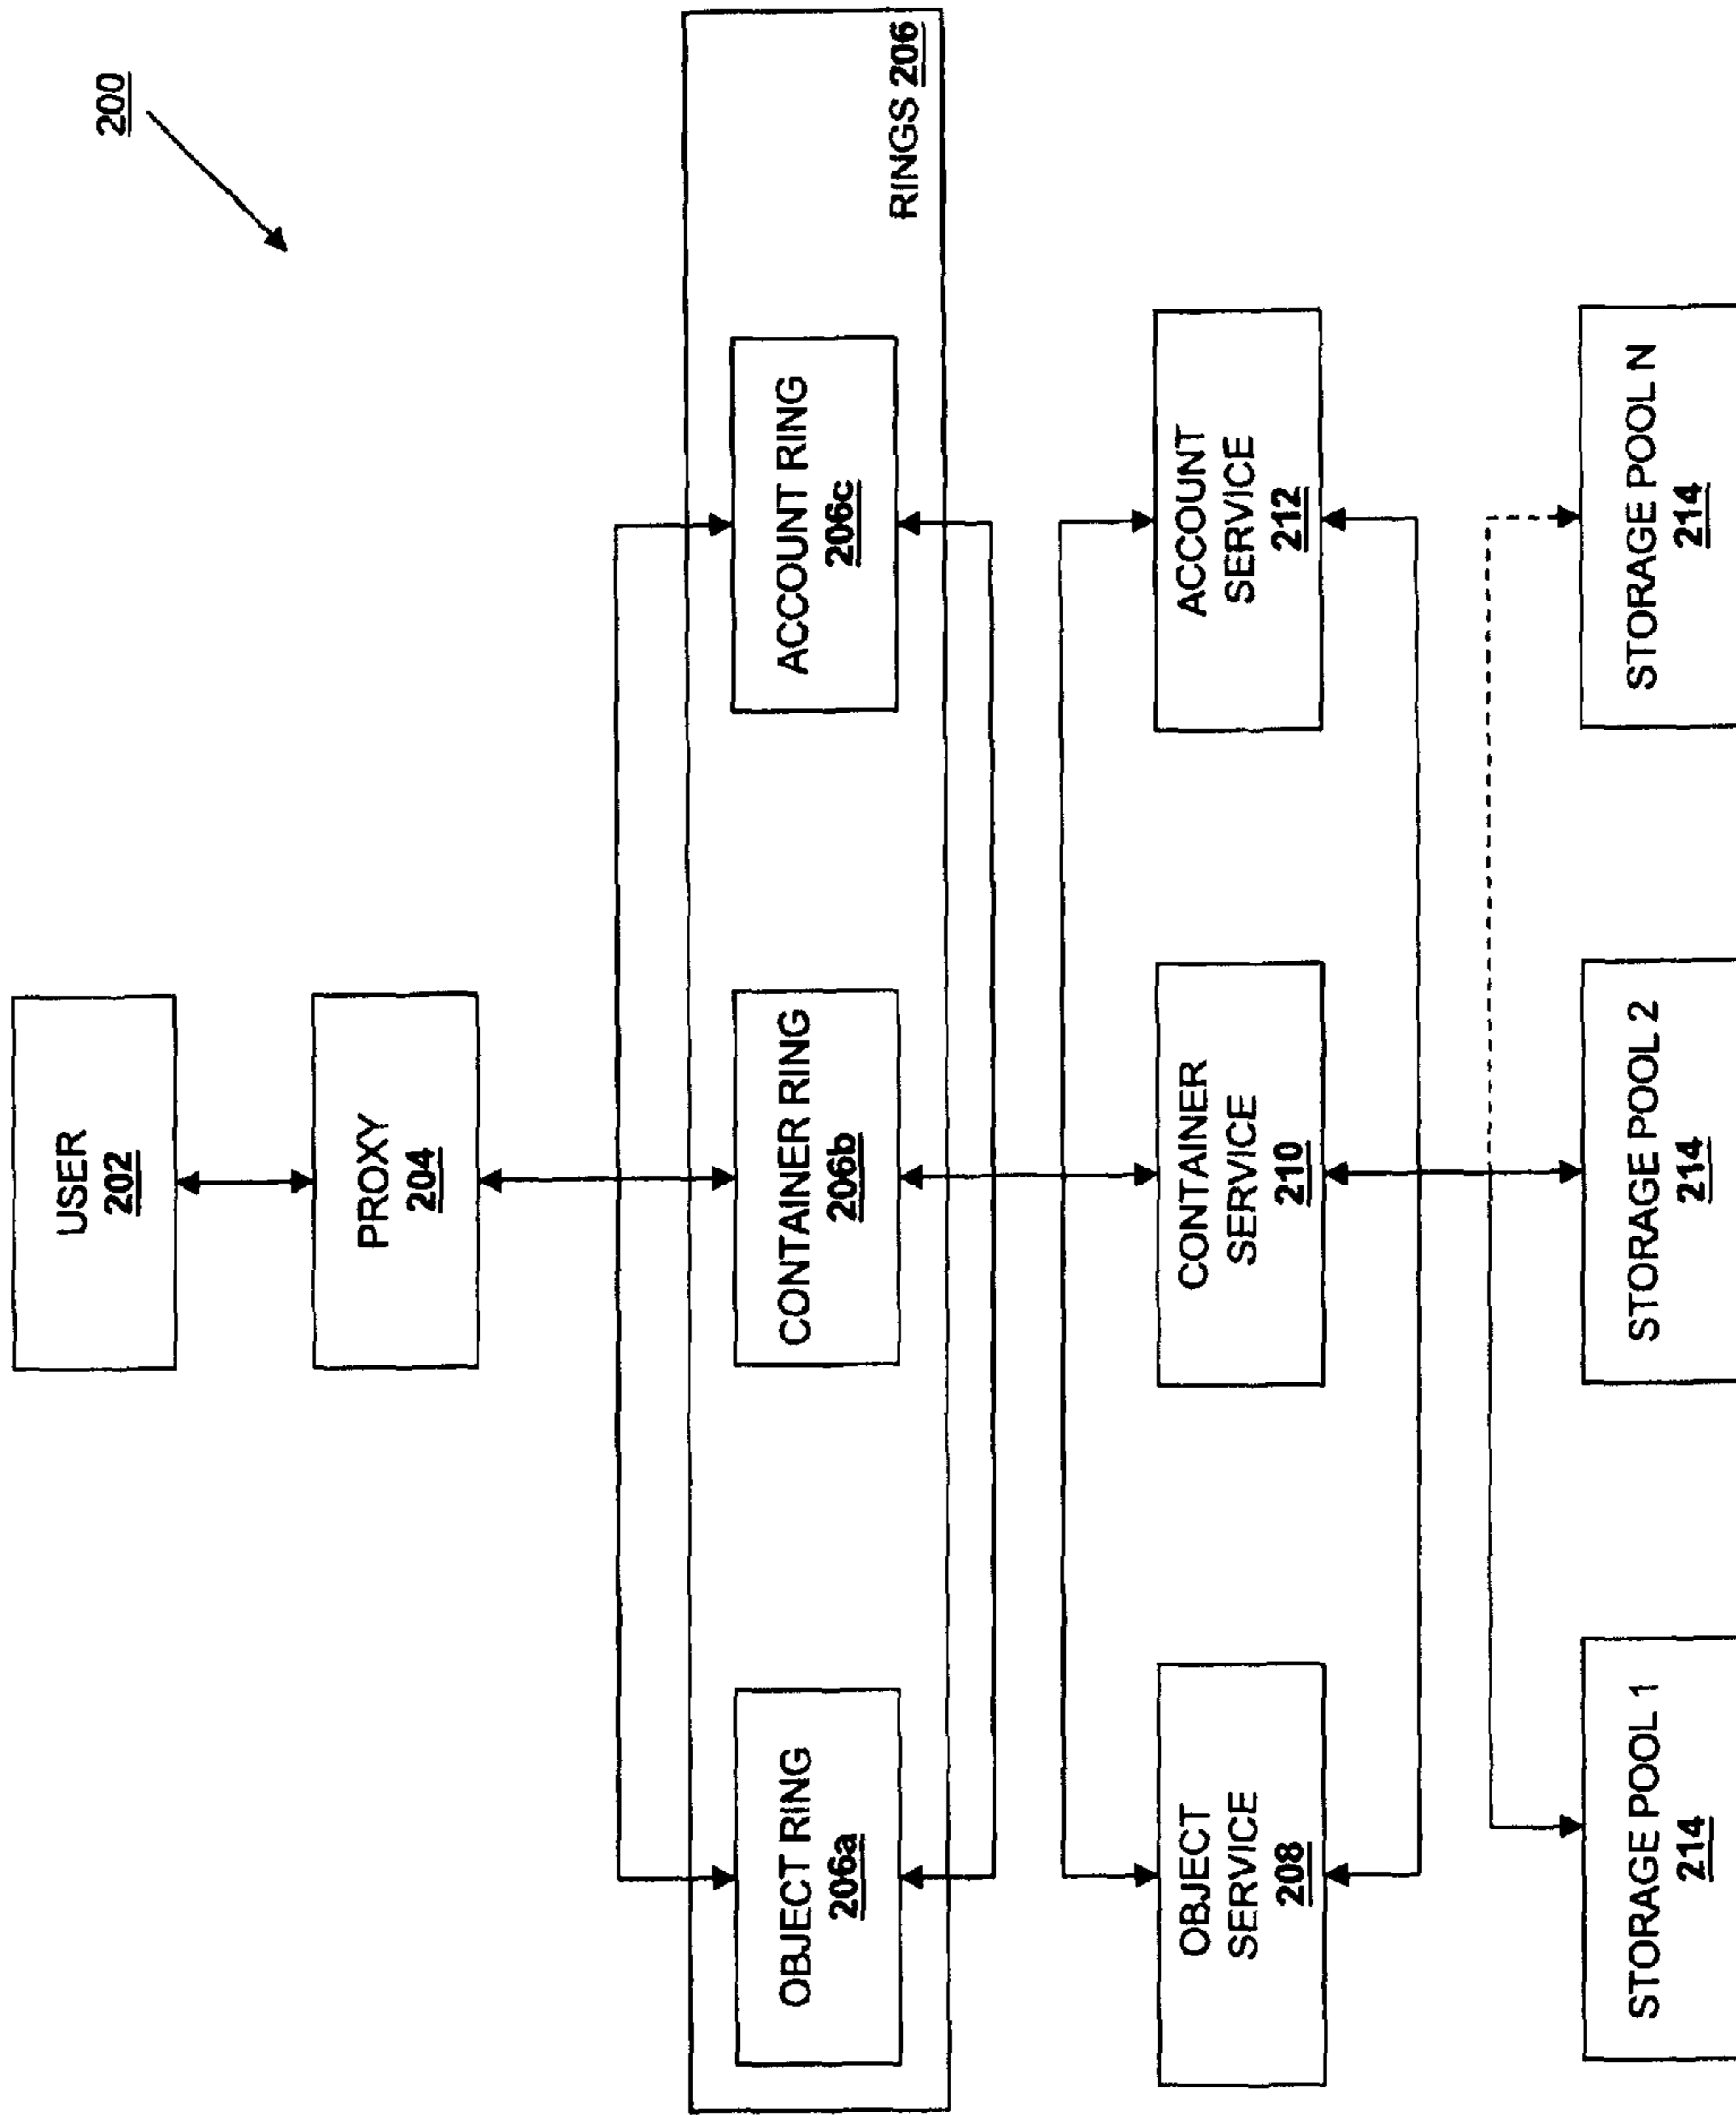 200
USER
202
PROXY
204
RINGS 206
OBJECT RING
206a
CONTAINER RING
206b
ACCOUNT RING
206c
OBJECT
SERVICE
208
CONTAINER
SERVICE
210
ACCOUNT
SERVICE
212
STORAGE POOL 1
214
STORAGE POOL 2
214
STORAGE POOL N
214